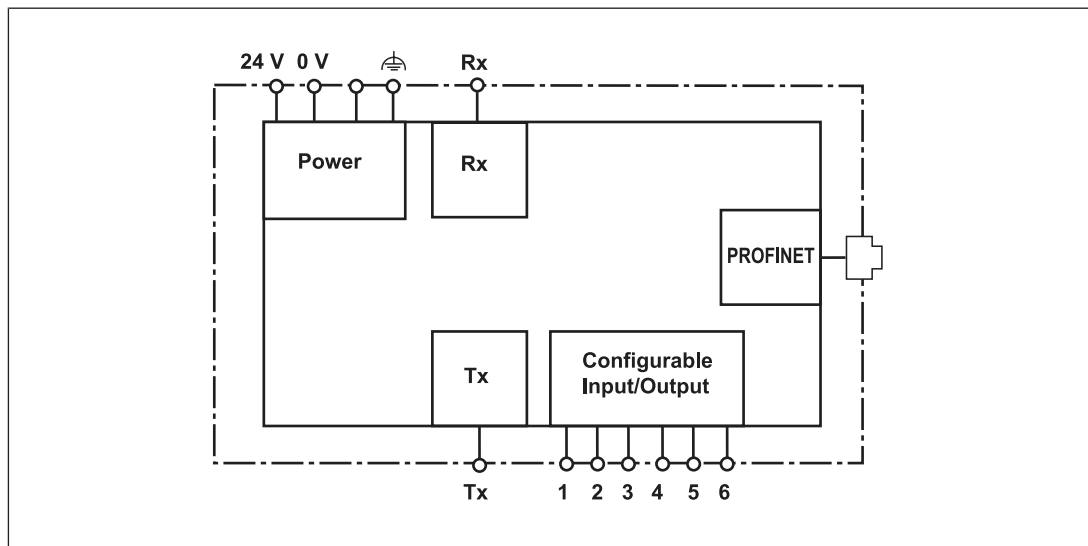 24 V 0 V
Rx
Power
Rx
PROFINET
Tx
Configurable
Input/Output
Tx
1 2 3 4 5 6